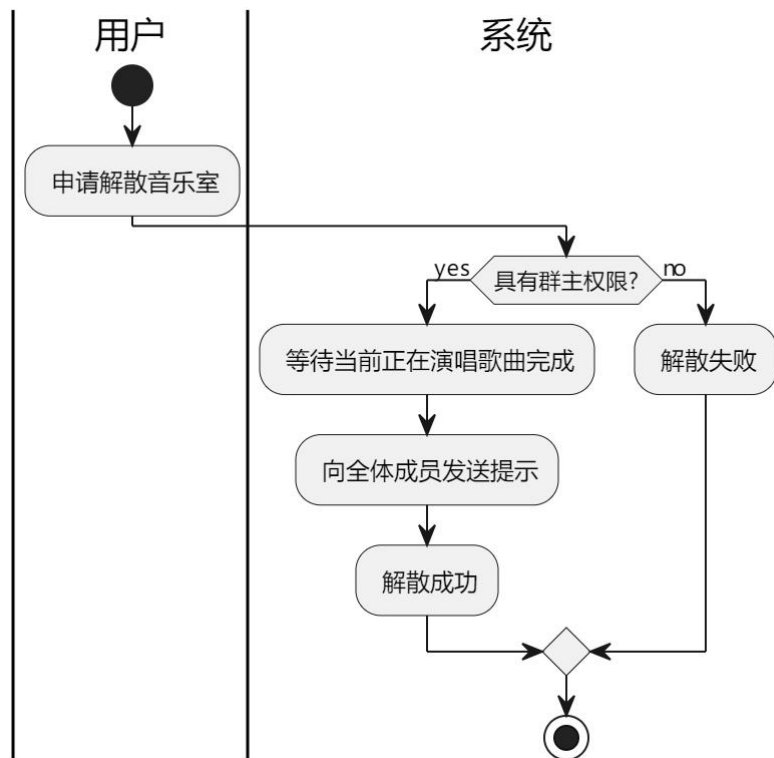 用户
系统
申请解散音乐室
yes
具有群主权限?
no
等待当前正在演唱歌曲完成
解散失败
向全体成员发送提示
解散成功